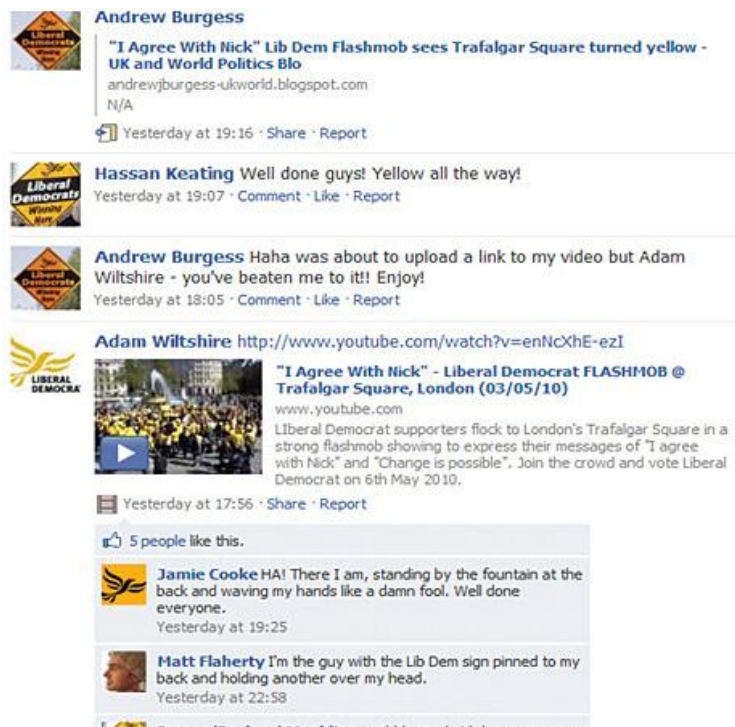 Andrew Burgess
"I Agree With Nick" Lib Dem Flashmob sees Trafalgar Square turned yellow -
UK and World Politics Blo
andrewjburgess-ukworld.blogspot.com
N/A
Yesterday at 19:16 · Share · Report
Liberal
Democrats
Winning
Here
Hassan Keating Well done guys! Yellow all the way!
Yesterday at 19:07 · Comment · Like · Report
Andrew Burgess Haha was about to upload a link to my video but Adam
Wiltshire - you've beaten me to it!! Enjoy!
Yesterday at 18:05 · Comment · Like · Report
LIBERAL
DEMOCRA
Adam Wiltshire http://www.youtube.com/watch?v=enNcXhE-ezI
"I Agree With Nick" - Liberal Democrat FLASHMOB @
Trafalgar Square, London (03/05/10)
www.youtube.com
LIberal Democrat supporters flock to London's Trafalgar Square in a
strong flashmob showing to express their messages of "I agree
with Nick" and "Change is possible". Join the crowd and vote Liberal
Democrat on 6th May 2010.
Yesterday at 17:56 · Share · Report
5 people like this.
Jamie Cooke HA! There I am, standing by the fountain at the
back and waving my hands like a damn fool. Well done
everyone.
Yesterday at 19:25
Matt Flaherty I'm the guy with the Lib Dem sign pinned to my
back and holding another over my head.
Yesterday at 22:58